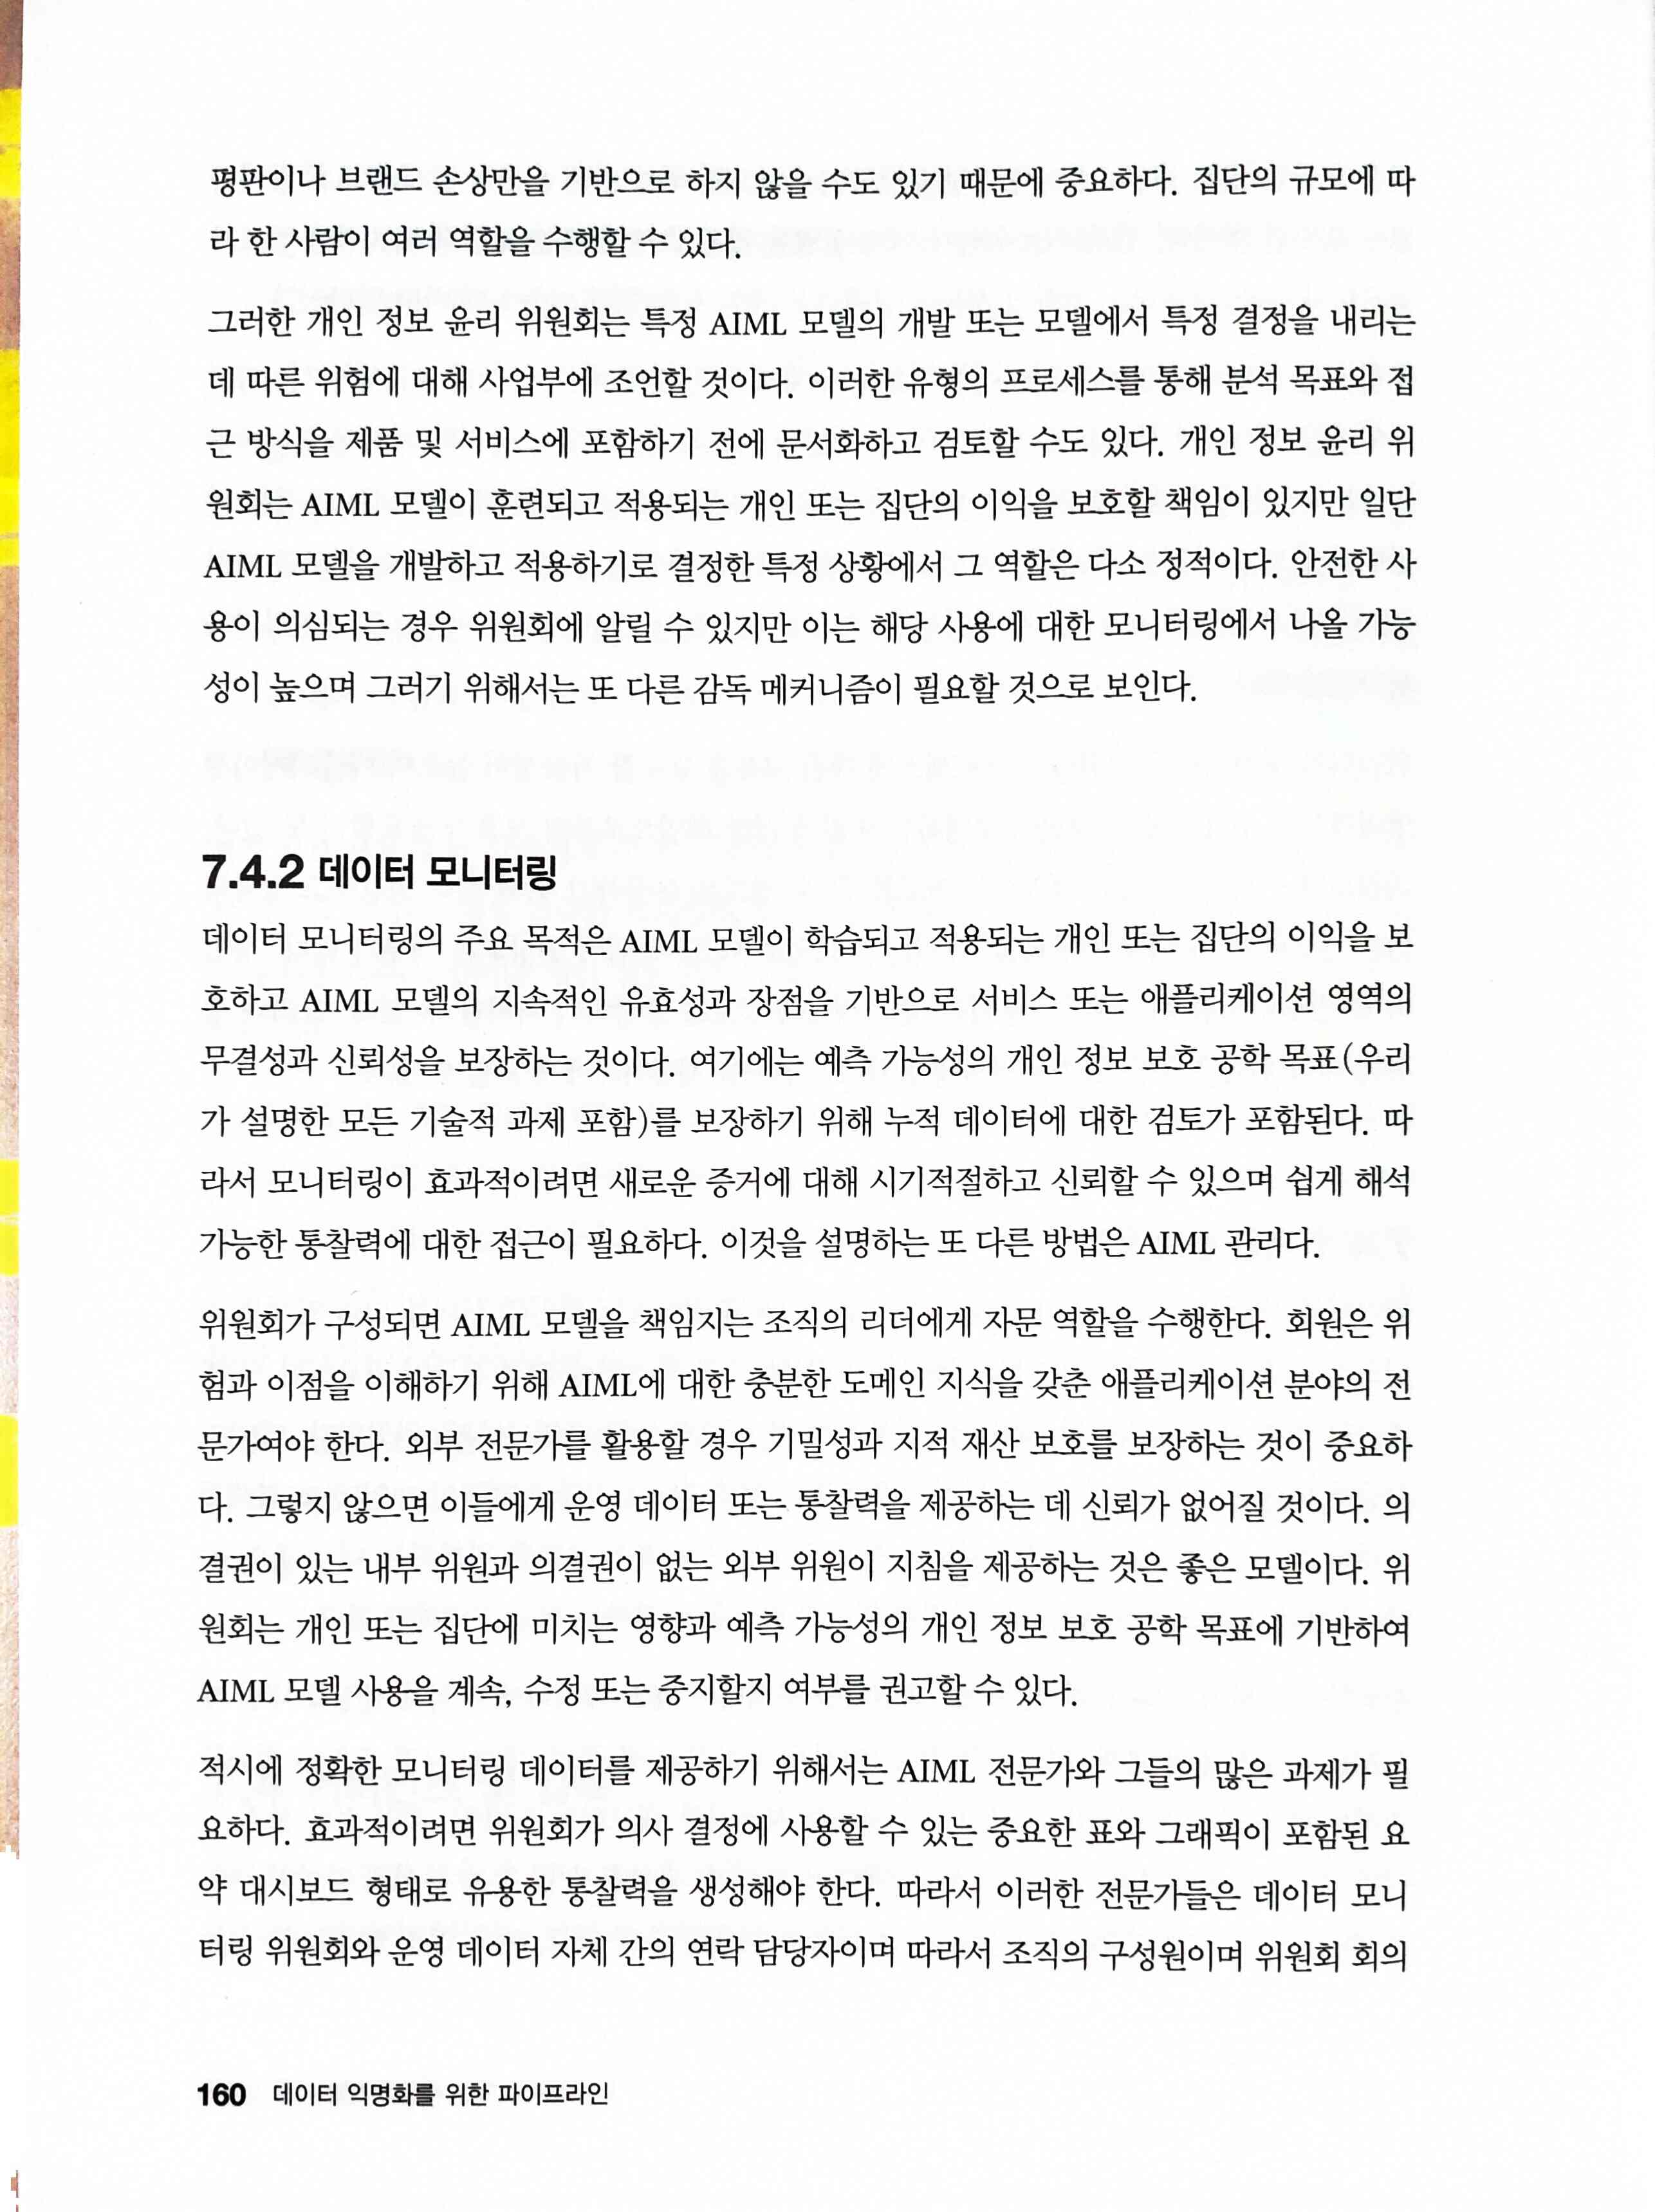 평판이나 브랜드 손상만을 기반으로 하지 않을 수도 있기 때문에 중요하다. 집단의 규모에 따
라 한 사람이 여러 역할을 수행할 수 있다.
그러한 개인 정보 윤리 위원회는 특정 AIML 모델의 개발 또는 모델에서 특정 결정을 내리는
데 따른 위험에 대해 사업부에 조언할 것이다. 이러한 유형의 프로세스를 통해 분석 목표와 접
근 방식을 제품 및 서비스에 포함하기 전에 문서화하고 검토할 수도 있다. 개인 정보 윤리 위
원회는 AIML 모델이 훈련되고 적용되는 개인 또는 집단의 이익을 보호할 책임이 있지만 일단
AIML 모델을 개발하고 적용하기로 결정한 특정 상황에서 그 역할은 다소 정적이다. 안전한 사
용이 의심되는 경우 위원회에 알릴 수 있지만 이는 해당 사용에 대한 모니터링에서 나올 가능
성이 높으며 그러기 위해서는 또 다른 감독 메커니즘이 필요할 것으로 보인다.
7.4.2 데이터 모니터링
데이터 모니터링의 주요 목적은 AIML 모델이 학습되고 적용되는 개인 또는 집단의 이익을 보
호하고 AIML 모델의 지속적인 유효성과 장점을 기반으로 서비스 또는 애플리케이션 영역의
무결성과 신뢰성을 보장하는 것이다. 여기에는 예측 가능성의 개인 정보 보호 공학 목표(우리
가 설명한 모든 기술적 과제 포함)를 보장하기 위해 누적 데이터에 대한 검토가 포함된다. 따
라서 모니터링이 효과적이려면 새로운 증거에 대해 시기적절하고 신뢰할 수 있으며 쉽게 해석
가능한 통찰력에 대한 접근이 필요하다. 이것을 설명하는 또 다른 방법은 AIML 관리다.
위원회가 구성되면 AIML 모델을 책임지는 조직의 리더에게 자문 역할을 수행한다. 회원은 위
험과 이점을 이해하기 위해 AIML에 대한 충분한 도메인 지식을 갖춘 애플리케이션 분야의 전
문가여야 한다. 외부 전문가를 활용할 경우 기밀성과 지적 재산 보호를 보장하는 것이 중요하
다. 그렇지 않으면 이들에게 운영 데이터 또는 통찰력을 제공하는 데 신뢰가 없어질 것이다. 의
결권이 있는 내부 위원과 의결권이 없는 외부 위원이 지침을 제공하는 것은 좋은 모델이다. 위
원회는 개인 또는 집단에 미치는 영향과 예측 가능성의 개인 정보 보호 공학 목표에 기반하여
AIML 모델 사용을 계속, 수정 또는 중지할지 여부를 권고할 수 있다.
적시에 정확한 모니터링 데이터를 제공하기 위해서는 AIML 전문가와 그들의 많은 과제가 필
요하다. 효과적이려면 위원회가 의사 결정에 사용할 수 있는 중요한 표와 그래픽이 포함된 요
약 대시보드 형태로 유용한 통찰력을 생성해야 한다. 따라서 이러한 전문가들은 데이터 모니
터링 위원회와 운영 데이터 자체 간의 연락 담당자이며 따라서 조직의 구성원이며 위원회 회의
160 데이터 익명화를 위한 파이프라인